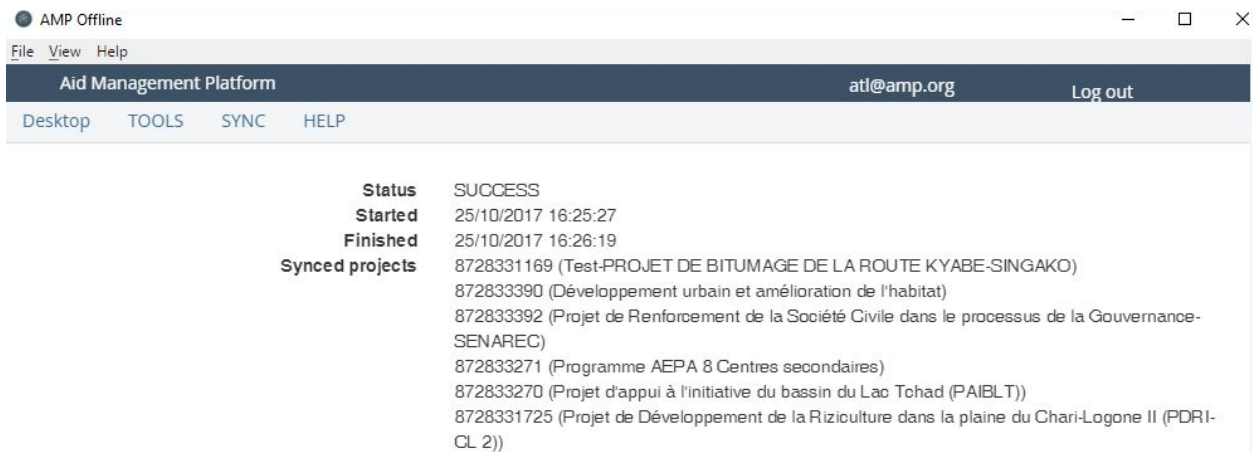 AMP Offline
File View Help
Aid Management Platform atl@amp.org Log out
Desktop TOOLS SYNC HELP
Status SUCCESS
Started 25/10/2017 16:25:27
Finished 25/10/2017 16:26:19
Synced projects 8728331169 (Test-PROJET DE BITUMAGE DE LA ROUTE KYABE-SINGAKO)
872833390 (Développement urbain et amélioration de l'habitat)
872833392 (Projet de Renforcement de la Société Civile dans le processus de la Gouvernance-
SENAREC)
872833271 (Programme AEPA 8 Centres secondaires)
872833270 (Projet d'appui à l'initiative du bassin du Lac Tchad (PAIBLT))
8728331725 (Projet de Développement de la Riziculture dans la plaine du Chari-Logone II (PDRI-
CL 2))